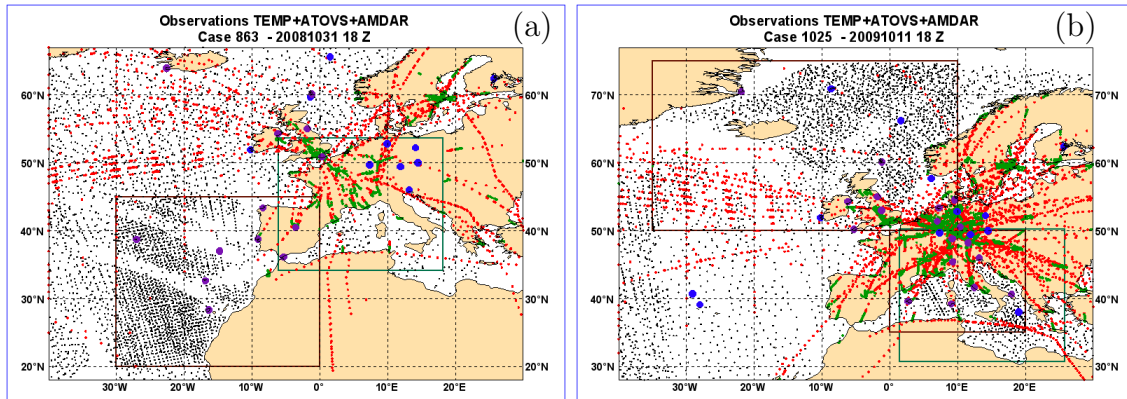 Observations TEMP+ATOVS+AMDAR
Case 863 - 20081031 18 Z
(a)
60°N
50°N
40°N
30°N
20°N
60°N
50°N
40°N
30°N
20°N
30°W 20°W 10°W 0° 10°E 20°E
Observations TEMP+ATOVS+AMDAR
Case 1025 - 20091011 18 Z
(b)
70°N
60°N
50°N
40°N
30°N
70°N
60°N
50°N
40°N
30°N
30°W 20°W 10°W 0° 10°E 20°E